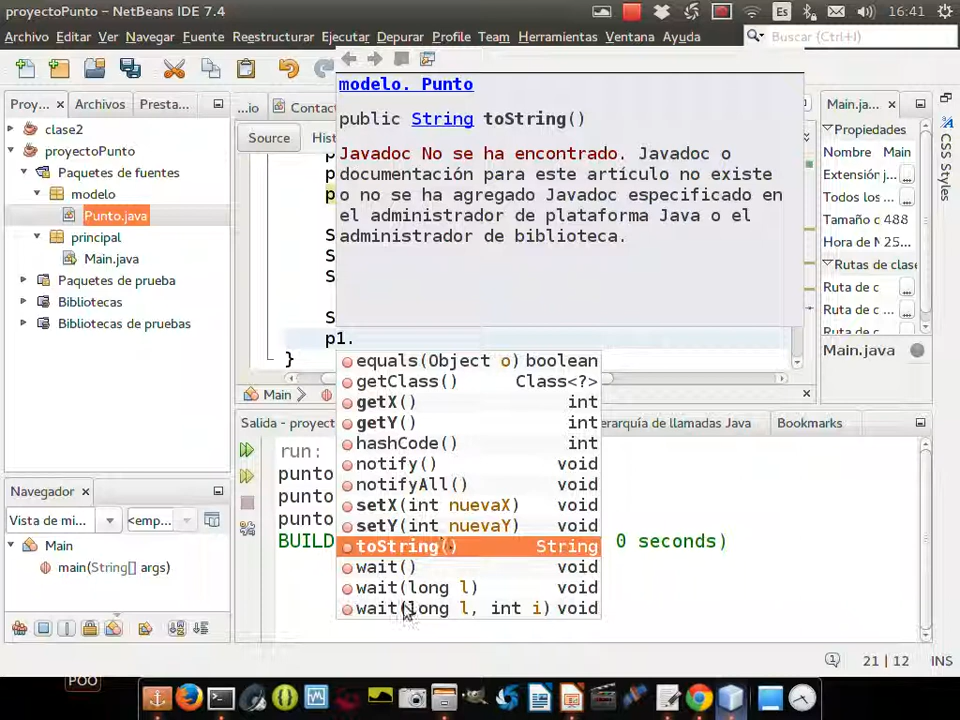 proyectoPunto - NetBeans IDE 7.4
Es
16:41
Archivo Editar Ver Navegar Fuente Reestructurar Ejecutar Depurar Profile Team Herramientas Ventana Ayuda
Buscar (Ctrl+I)
Proy... Archivos Presta...
...io
Contac
Main.ja...
clase2
proyectoPunto
Paquetes de fuentes
modelo
Punto.java
principal
Main.java
Paquetes de prueba
Bibliotecas
Bibliotecas de pruebas
Source
Hist
p
p
p
S
S
S
S
p1.
}
modelo. Punto
public String toString()
Javadoc No se ha encontrado. Javadoc o
documentación para este artículo no existe
o no se ha agregado Javadoc especificado en
el administrador de plataforma Java o el
administrador de biblioteca.
equals(Object o) boolean
getClass() Class<?>
getX() int
getY() int
hashCode() int
notify() void
notifyAll() void
setX(int nuevaX) void
setY(int nuevaY) void
toString() String
wait() void
wait(long l) void
wait(long l, int i) void
Propiedades
Nombre Main
Extensión j...
Todos los ...
Tamaño c 488
Hora de M 25...
Rutas de clase
Ruta de c ...
Ruta de c ...
Ruta de c ...
Main.java
CSS Styles
Main
Salida - proyect
erarquía de llamadas Java
Bookmarks
run:
punto
punto
punto
BUILD
0 seconds)
Navegador
Vista de mi...
<emp...
Main
main(String[] args)
21 | 12
INS
POO